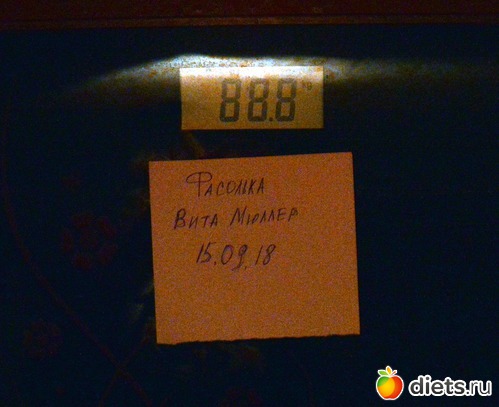 88.8
Фасолька
Вита Мюллер
15.09.18
diets.ru